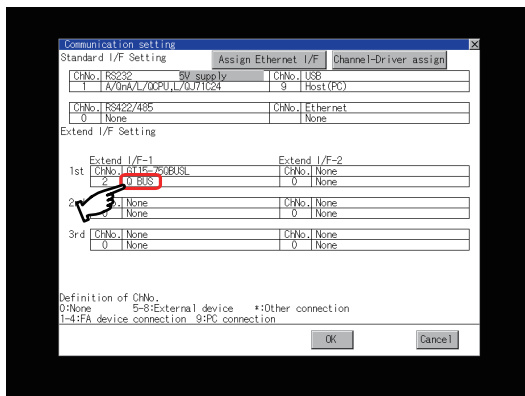 Communication setting
Standard I/F Setting Assign Ethernet I/F Channel-Driver assign
ChNo. RS232 5V supply ChNo. USB
1 A/QnA/L/QCPU,L/QJ71C24 9 Host(PC)
ChNo. RS422/485 ChNo. Ethernet
0 None None
Extend I/F Setting
Extend I/F-1 Extend I/F-2
1st ChNo. GT15-75QBUSL ChNo. None
2 Q BUS 0 None
None ChNo. None
0 None 0 None
3rd ChNo. None ChNo. None
0 None 0 None
Definition of ChNo.
0:None 5-8:External device *:Other connection
1-4:FA device connection 9:PC connection
OK Cancel